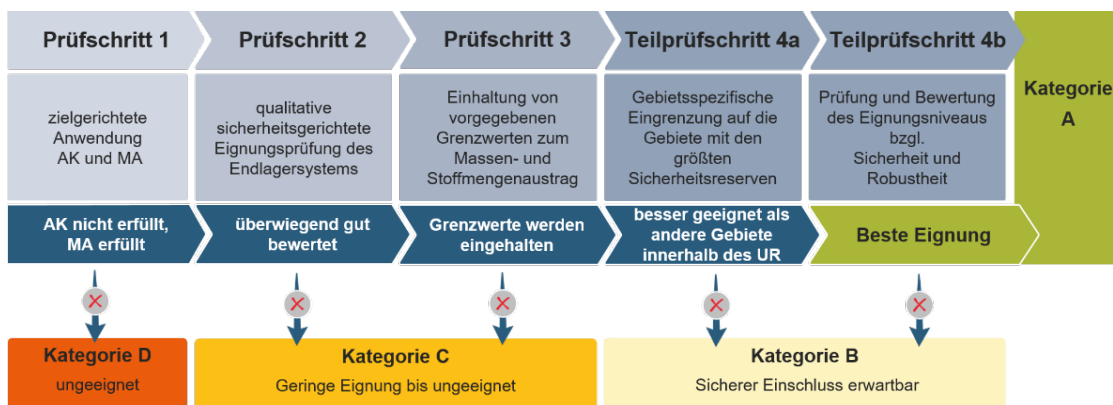 Prüfschritt 1
Prüfschritt 2
Prüfschritt 3
Teilprüfschritt 4a
Teilprüfschritt 4b
Kategorie
A
zielgerichtete
Anwendung
AK und MA
qualitative
sicherheitsgerichtete
Eignungsprüfung des
Endlagersystems
Einhaltung von
vorgegebenen
Grenzwerten zum
Massen- und
Stoffmengenaustrag
Gebietsspezifische
Eingrenzung auf die
Gebiete mit den
größten
Sicherheitsreserven
Prüfung und Bewertung
des Eignungsniveaus
bzgl.
Sicherheit und
Robustheit
AK nicht erfüllt,
MA erfüllt
überwiegend gut
bewertet
Grenzwerte werden
eingehalten
besser geeignet als
andere Gebiete
innerhalb des UR
Beste Eignung
Kategorie D
ungeeignet
Kategorie C
Geringe Eignung bis ungeeignet
Kategorie B
Sicherer Einschluss erwartbar